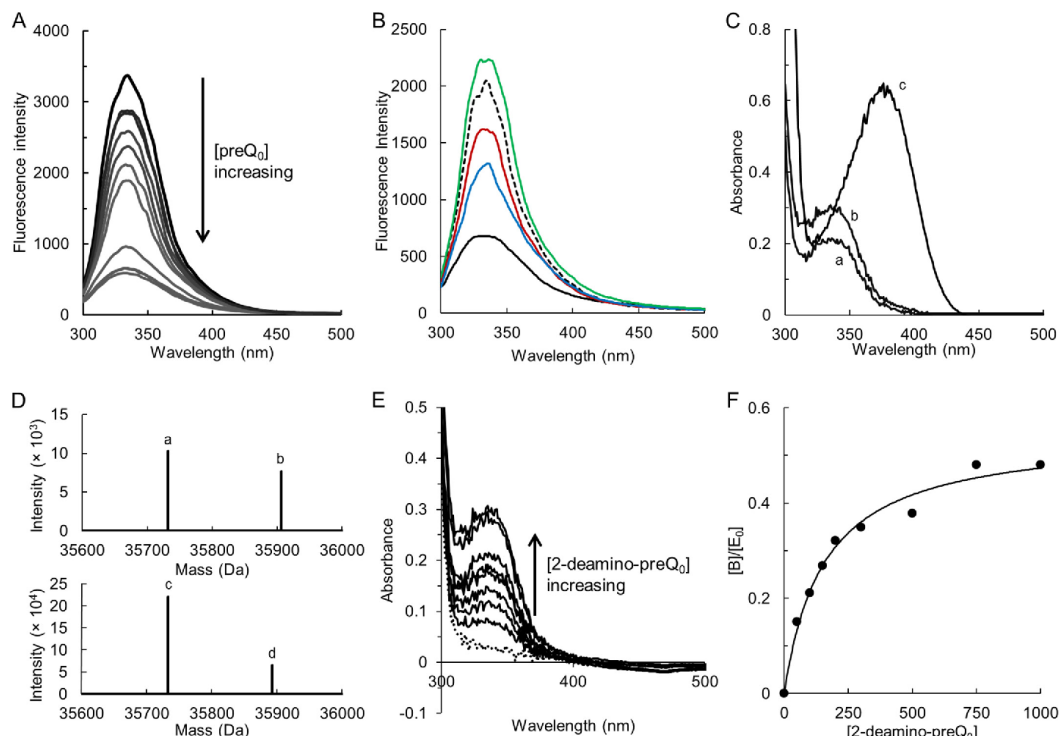 A
Fluorescence intensity
4000
3000
2000
1000
0
300
350
400
450
500
Wavelength (nm)
[preQ₀]
increasing
B
Fluorescence Intensity
2500
2000
1500
1000
500
0
300
350
400
450
500
Wavelength (nm)
C
Absorbance
0.8
0.6
0.4
0.2
0
300
350
400
450
500
Wavelength (nm)
a
b
c
D
Intensity (× 10³)
15
10
5
0
a
b
35600
35700
35800
35900
36000
Mass (Da)
Intensity (× 10⁴)
25
20
15
10
5
0
c
d
35600
35700
35800
35900
36000
Mass (Da)
E
Absorbance
0.5
0.4
0.3
0.2
0.1
0
-0.1
300
400
500
Wavelength (nm)
[2-deamino-preQ₀]
increasing
F
[B]/[E₀]
0.8
0.6
0.4
0.2
0
0
250
500
750
1000
[2-deamino-preQ₀]